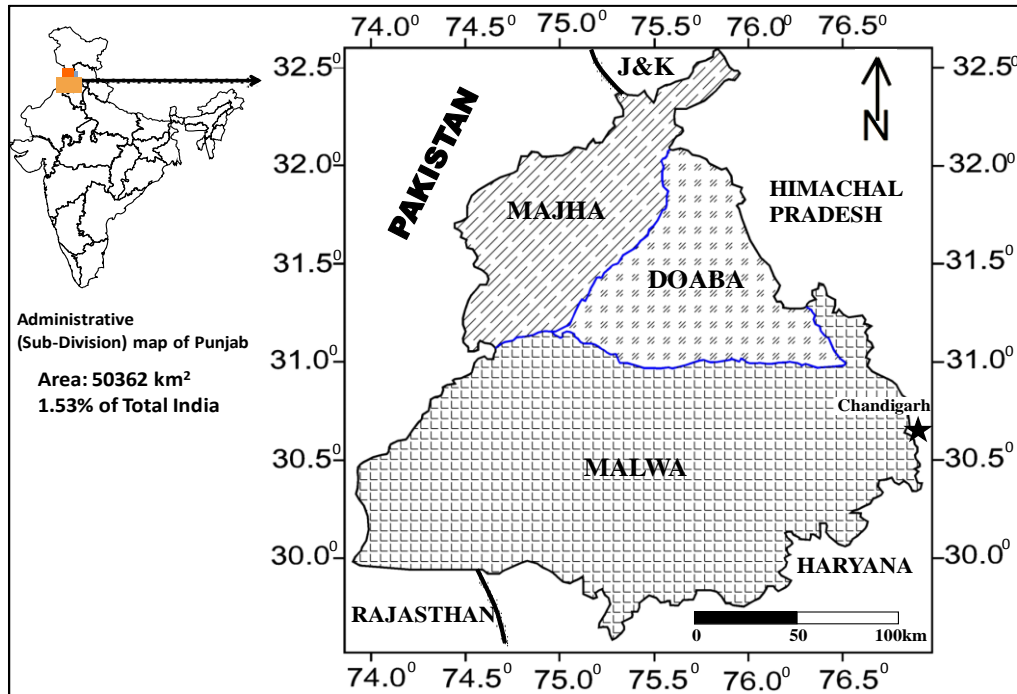 74.0⁰ 74.5⁰ 75.0⁰ 75.5⁰ 76.0⁰ 76.5⁰
32.5⁰
J&K
32.5⁰
N
PAKISTAN
32.0⁰
32.0⁰
HIMACHAL
PRADESH
MAJHA
31.5⁰
DOABA
31.5⁰
Administrative
(Sub-Division) map of Punjab
31.0⁰
31.0⁰
Area: 50362 km²
1.53% of Total India
Chandigarh
30.5⁰
MALWA
30.5⁰
30.0⁰
HARYANA
30.0⁰
RAJASTHAN
0 50 100km
74.0⁰ 74.5⁰ 75.0⁰ 75.5⁰ 76.0⁰ 76.5⁰